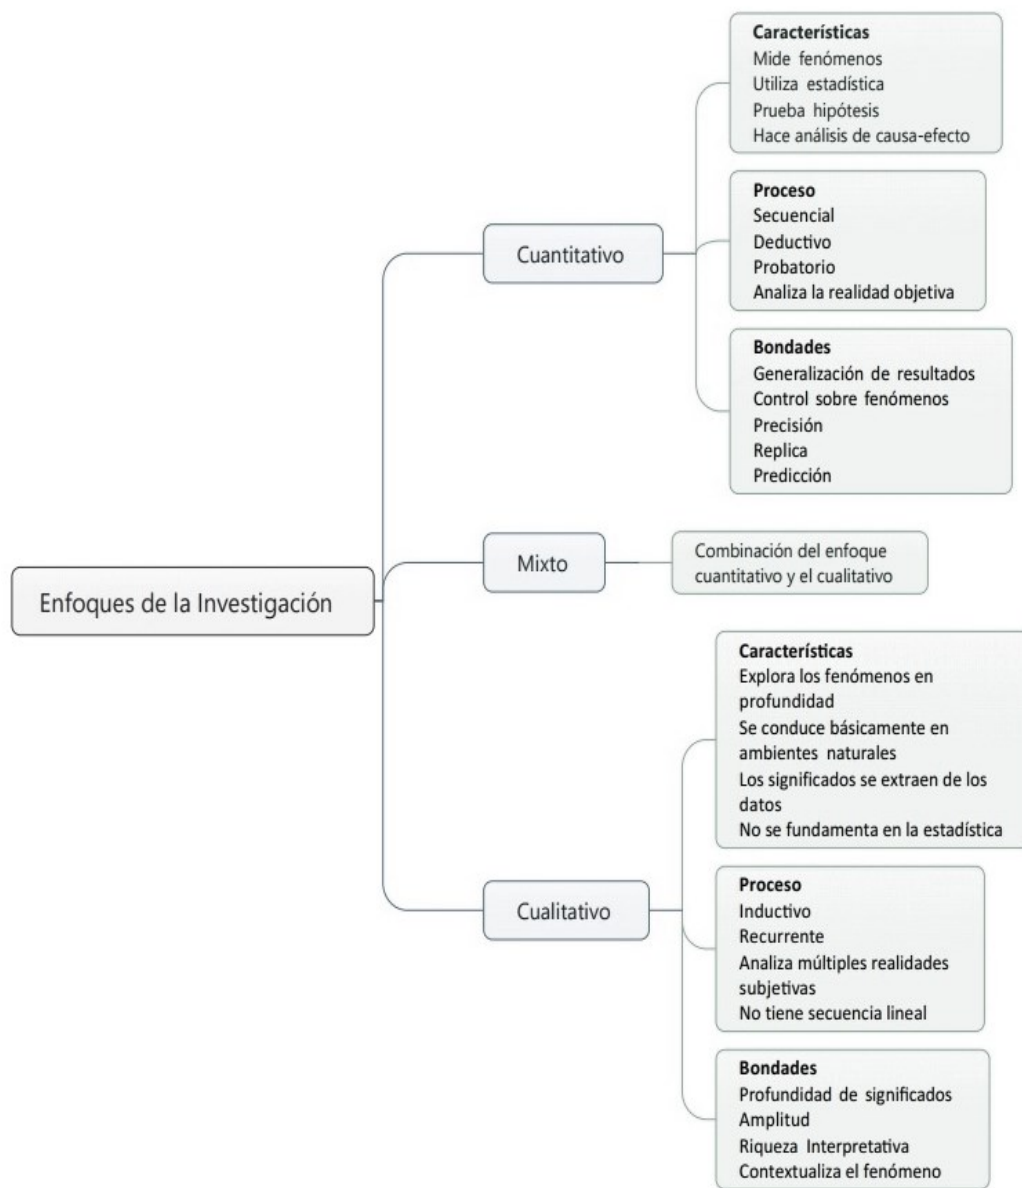 Enfoques de la Investigación
Cuantitativo
Características
Mide fenómenos
Utiliza estadística
Prueba hipótesis
Hace análisis de causa-efecto
Proceso
Secuencial
Deductivo
Probatorio
Analiza la realidad objetiva
Bondades
Generalización de resultados
Control sobre fenómenos
Precisión
Replica
Predicción
Mixto
Combinación del enfoque
cuantitativo y el cualitativo
Cualitativo
Características
Explora los fenómenos en
profundidad
Se conduce básicamente en
ambientes naturales
Los significados se extraen de los
datos
No se fundamenta en la estadística
Proceso
Inductivo
Recurrente
Analiza múltiples realidades
subjetivas
No tiene secuencia lineal
Bondades
Profundidad de significados
Amplitud
Riqueza Interpretativa
Contextualiza el fenómeno